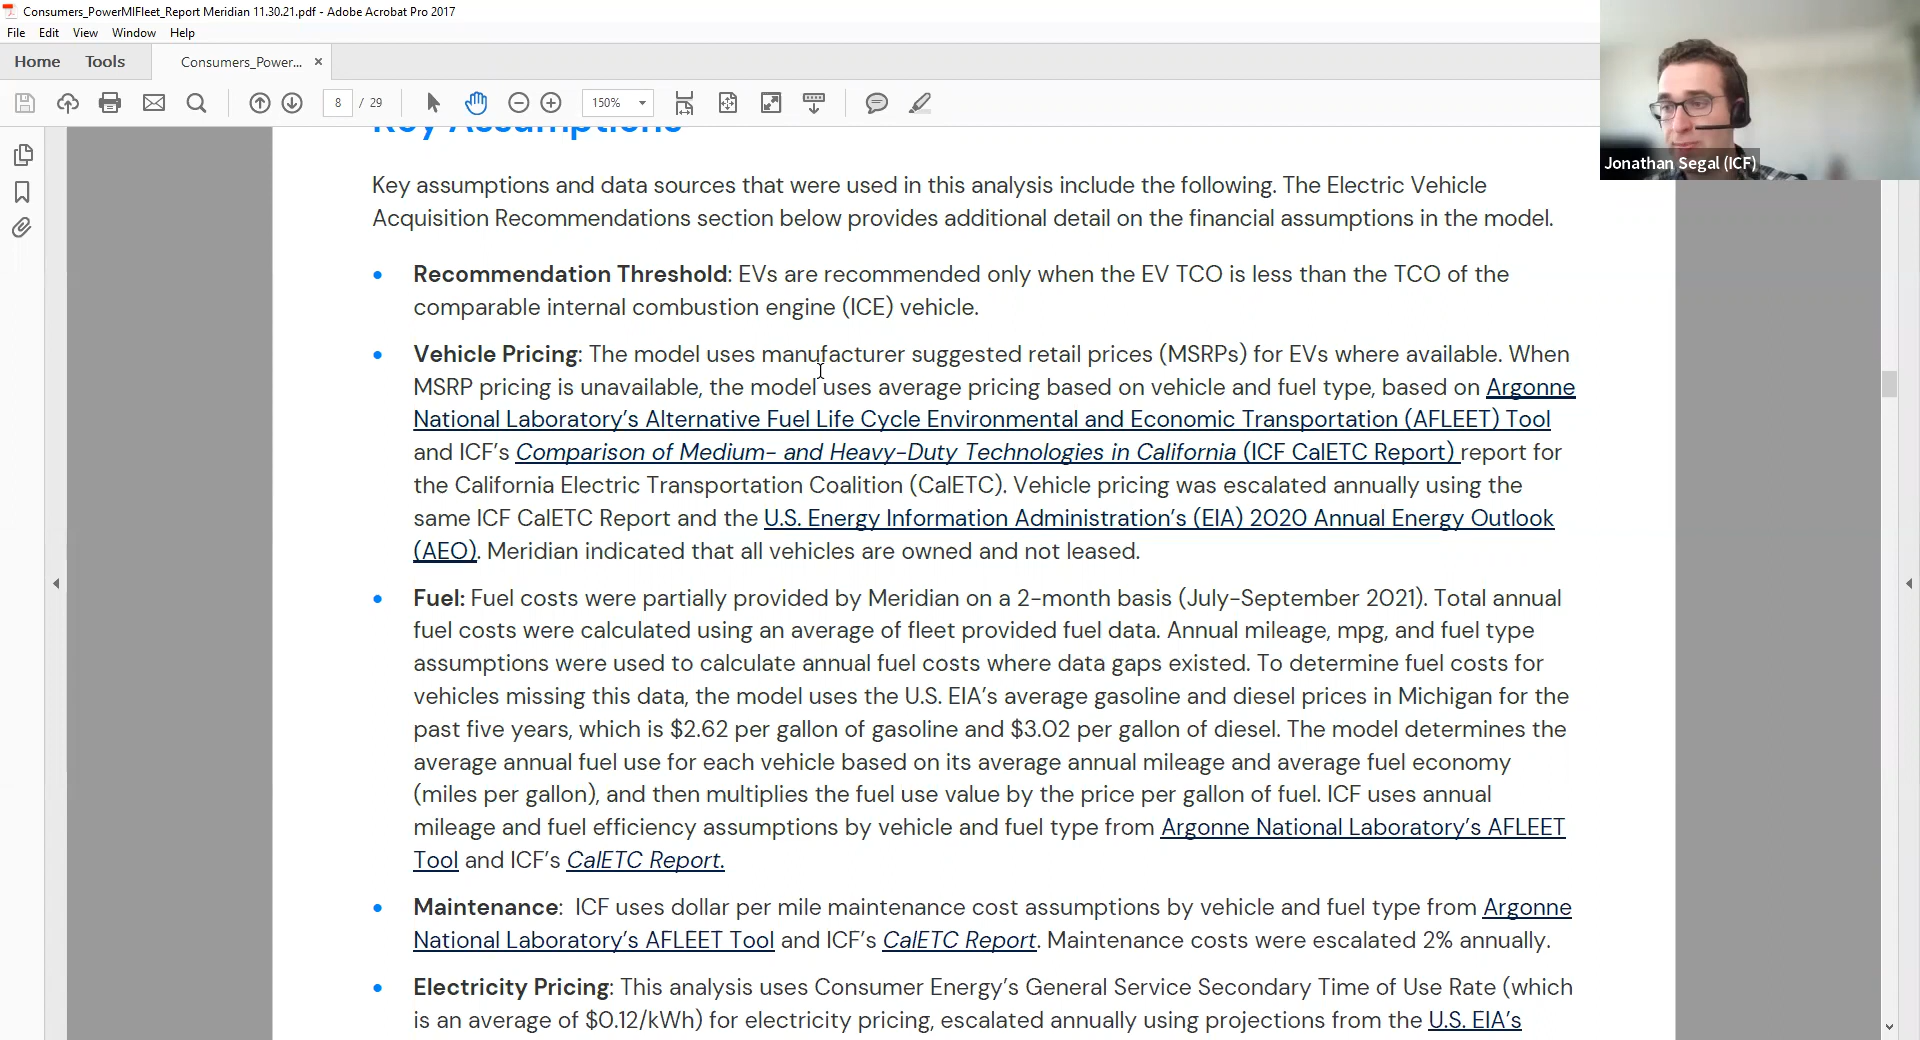 Consumers_PowerMIFleet_Report Meridian 11.30.21.pdf - Adobe Acrobat Pro 2017
File Edit View Window Help
Home Tools Consumers_Power... ×
8 / 29 150%
Key Assumptions
Key assumptions and data sources that were used in this analysis include the following. The Electric Vehicle
Acquisition Recommendations section below provides additional detail on the financial assumptions in the model.
• Recommendation Threshold: EVs are recommended only when the EV TCO is less than the TCO of the
comparable internal combustion engine (ICE) vehicle.
• Vehicle Pricing: The model uses manufacturer suggested retail prices (MSRPs) for EVs where available. When
MSRP pricing is unavailable, the model uses average pricing based on vehicle and fuel type, based on Argonne
National Laboratory's Alternative Fuel Life Cycle Environmental and Economic Transportation (AFLEET) Tool
and ICF's Comparison of Medium- and Heavy-Duty Technologies in California (ICF CalETC Report) report for
the California Electric Transportation Coalition (CalETC). Vehicle pricing was escalated annually using the
same ICF CalETC Report and the U.S. Energy Information Administration's (EIA) 2020 Annual Energy Outlook
(AEO). Meridian indicated that all vehicles are owned and not leased.
• Fuel: Fuel costs were partially provided by Meridian on a 2-month basis (July-September 2021). Total annual
fuel costs were calculated using an average of fleet provided fuel data. Annual mileage, mpg, and fuel type
assumptions were used to calculate annual fuel costs where data gaps existed. To determine fuel costs for
vehicles missing this data, the model uses the U.S. EIA's average gasoline and diesel prices in Michigan for the
past five years, which is $2.62 per gallon of gasoline and $3.02 per gallon of diesel. The model determines the
average annual fuel use for each vehicle based on its average annual mileage and average fuel economy
(miles per gallon), and then multiplies the fuel use value by the price per gallon of fuel. ICF uses annual
mileage and fuel efficiency assumptions by vehicle and fuel type from Argonne National Laboratory's AFLEET
Tool and ICF's CalETC Report.
• Maintenance: ICF uses dollar per mile maintenance cost assumptions by vehicle and fuel type from Argonne
National Laboratory's AFLEET Tool and ICF's CalETC Report. Maintenance costs were escalated 2% annually.
• Electricity Pricing: This analysis uses Consumer Energy's General Service Secondary Time of Use Rate (which
is an average of $0.12/kWh) for electricity pricing, escalated annually using projections from the U.S. EIA's
Jonathan Segal (ICF)